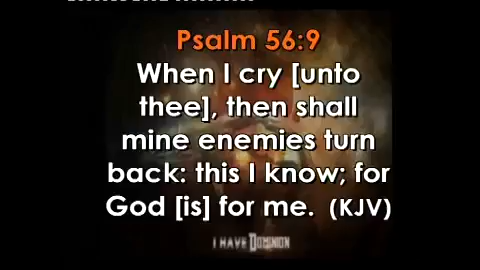 Psalm 56:9
When I cry [unto
thee], then shall
mine enemies turn
back: this I know; for
God [is] for me. (KJV)
I HAVE DOMINION